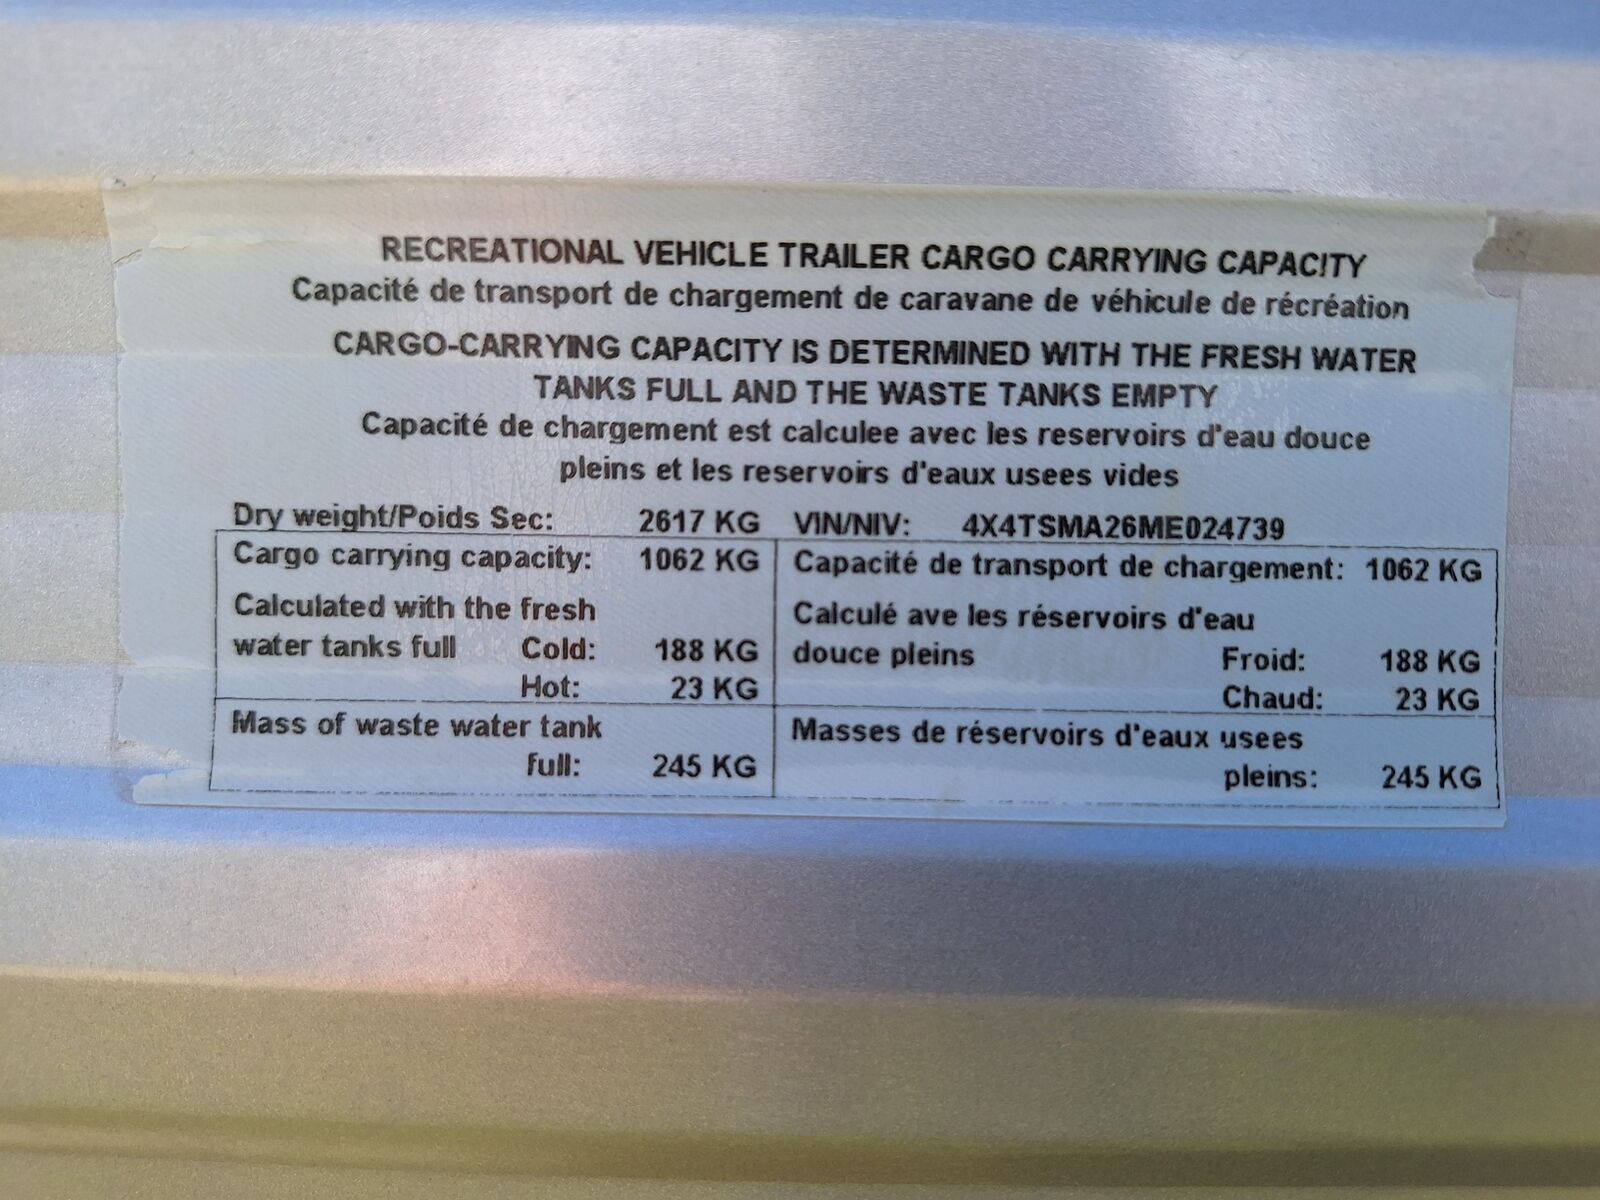 RECREATIONAL VEHICLE TRAILER CARGO CARRYING CAPACITY
Capacité de transport de chargement de caravane de véhicule de récréation
CARGO-CARRYING CAPACITY IS DETERMINED WITH THE FRESH WATER
TANKS FULL AND THE WASTE TANKS EMPTY
Capacité de chargement est calculee avec les reservoirs d'eau douce
pleins et les reservoirs d'eaux usees vides
Dry weight/Poids Sec: 2617 KG VIN/NIV: 4X4TSMA26ME024739
Cargo carrying capacity: 1062 KG
Calculated with the fresh
water tanks full Cold: 188 KG
Hot: 23 KG
Mass of waste water tank
full: 245 KG
Capacité de transport de chargement: 1062 KG
Calculé ave les réservoirs d'eau
douce pleins Froid: 188 KG
Chaud: 23 KG
Masses de réservoirs d'eaux usees
pleins: 245 KG